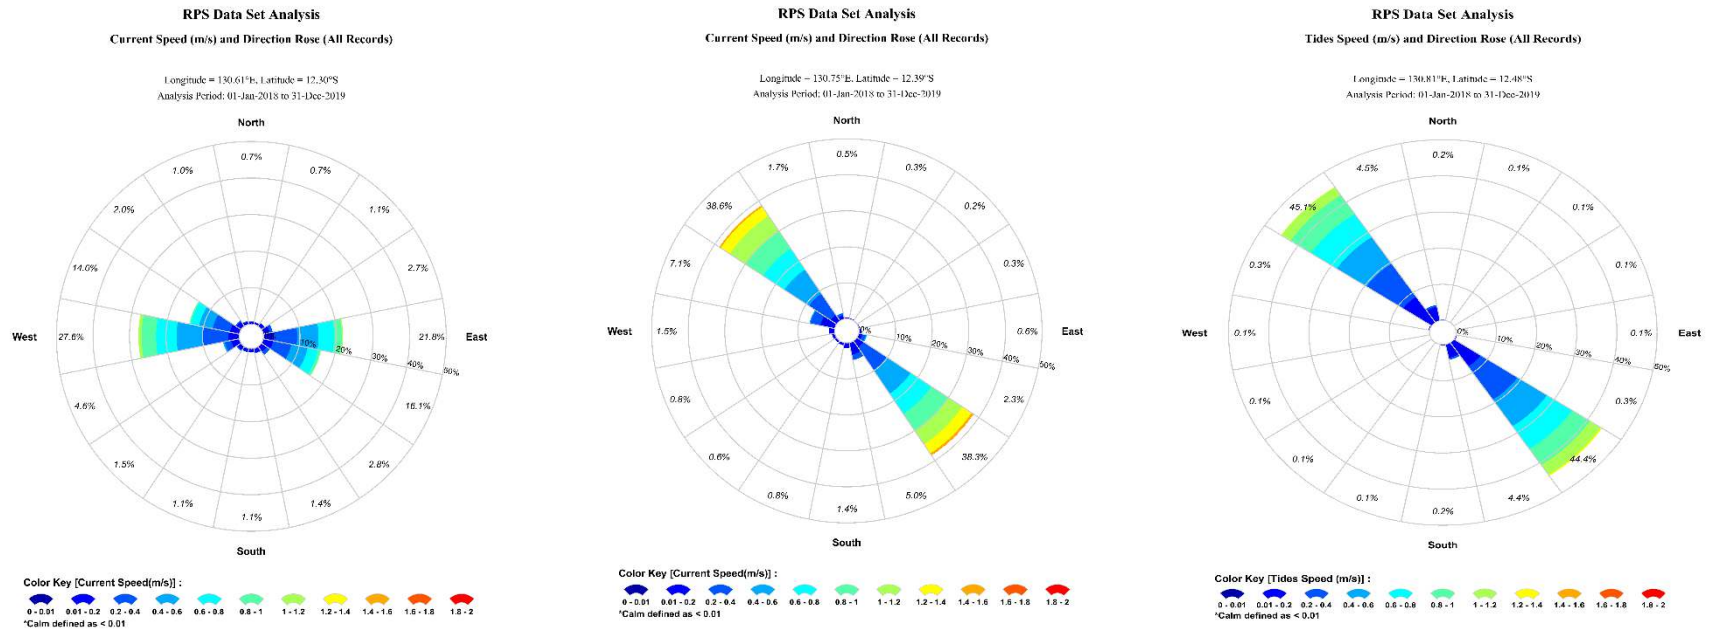 RPS Data Set Analysis
Current Speed (m/s) and Direction Rose (All Records)
Longitude = 130.61°E, Latitude = 12.30°S
Analysis Period: 01-Jan-2018 to 31-Dec-2019
North
0.7%
1.0%
0.7%
2.0%
1.1%
14.0%
2.7%
West
27.6%
10%
20%
30%
40%
21.8%
East
4.6%
16.1%
1.5%
2.8%
1.1%
1.4%
1.1%
South
Color Key [Current Speed(m/s)] :
0 - 0.01 0.01 - 0.2 0.2 - 0.4 0.4 - 0.6 0.6 - 0.8 0.8 - 1 1 - 1.2 1.2 - 1.4 1.4 - 1.6 1.6 - 1.8 1.8 - 2
*Calm defined as < 0.01
RPS Data Set Analysis
Current Speed (m/s) and Direction Rose (All Records)
Longitude = 130.75°E, Latitude = 12.39°S
Analysis Period: 01-Jan-2018 to 31-Dec-2019
North
0.5%
1.7%
0.3%
38.6%
0.2%
7.1%
0.3%
West
1.5%
0%
10%
20%
30%
40%
50%
0.6%
East
0.8%
2.3%
0.6%
38.3%
0.8%
5.0%
1.4%
South
Color Key [Current Speed(m/s)] :
0 - 0.01 0.01 - 0.2 0.2 - 0.4 0.4 - 0.6 0.6 - 0.8 0.8 - 1 1 - 1.2 1.2 - 1.4 1.4 - 1.6 1.6 - 1.8 1.8 - 2
*Calm defined as < 0.01
RPS Data Set Analysis
Tides Speed (m/s) and Direction Rose (All Records)
Longitude = 130.81°E, Latitude = 12.48°S
Analysis Period: 01-Jan-2018 to 31-Dec-2019
North
0.2%
4.5%
0.1%
45.1%
0.1%
0.3%
0.1%
West
0.1%
0%
10%
20%
30%
40%
50%
0.1%
East
0.1%
0.3%
0.1%
44.4%
0.1%
4.4%
0.2%
South
Color Key [Tides Speed (m/s)] :
0 - 0.01 0.01 - 0.2 0.2 - 0.4 0.4 - 0.6 0.6 - 0.8 0.8 - 1 1 - 1.2 1.2 - 1.4 1.4 - 1.6 1.6 - 1.8 1.8 - 2
*Calm defined as < 0.01